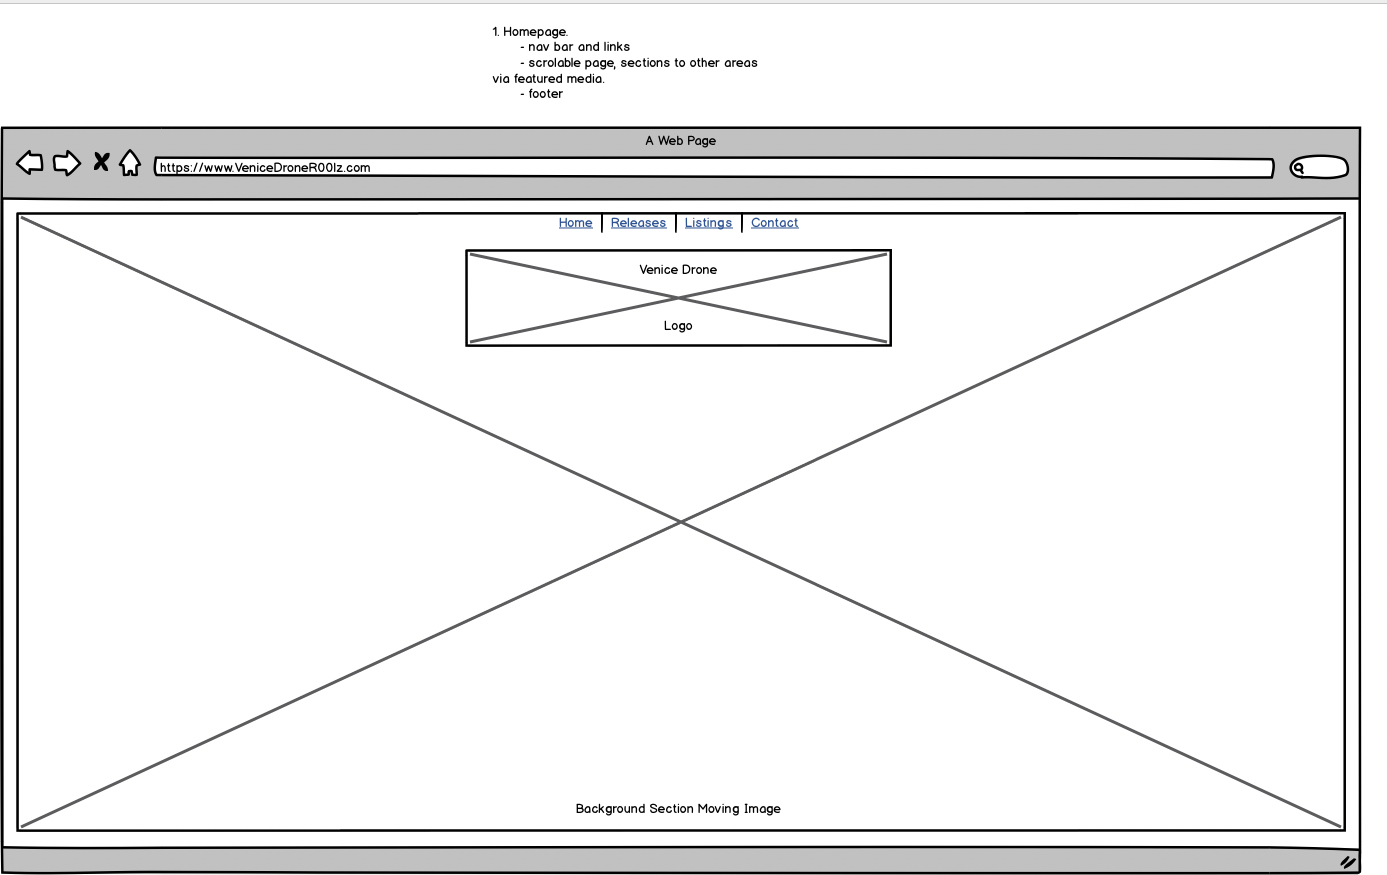 1. Homepage.
- nav bar and links
- scrolable page, sections to other areas
via featured media.
- footer
A Web Page
https://www.VeniceDroneR00lz.com
Home Releases Listings Contact
Venice Drone
Logo
Background Section Moving Image